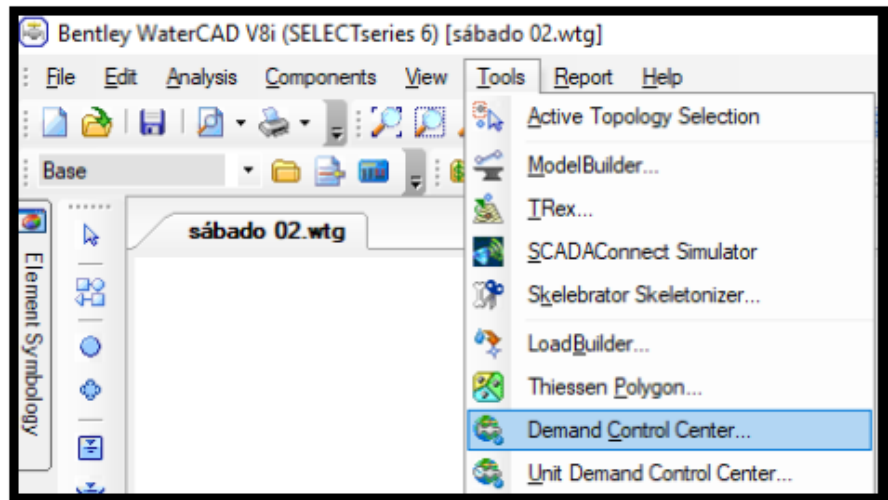 Bentley WaterCAD V8i (SELECTseries 6) [sábado 02.wtg]
File Edit Analysis Components View Tools Report Help
Base
sábado 02.wtg
Element Symbology
Active Topology Selection
ModelBuilder...
TRex...
SCADAConnect Simulator
Skelebrator Skeletonizer...
LoadBuilder...
Thiessen Polygon...
Demand Control Center...
Unit Demand Control Center...